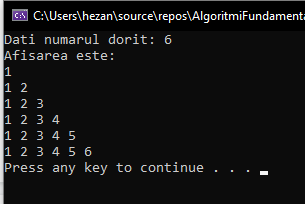 C:\Users\hezan\source\repos\AlgoritmiFundamenta
Dati numarul dorit: 6
Afisarea este:
1
1 2
1 2 3
1 2 3 4
1 2 3 4 5
1 2 3 4 5 6
Press any key to continue . . .